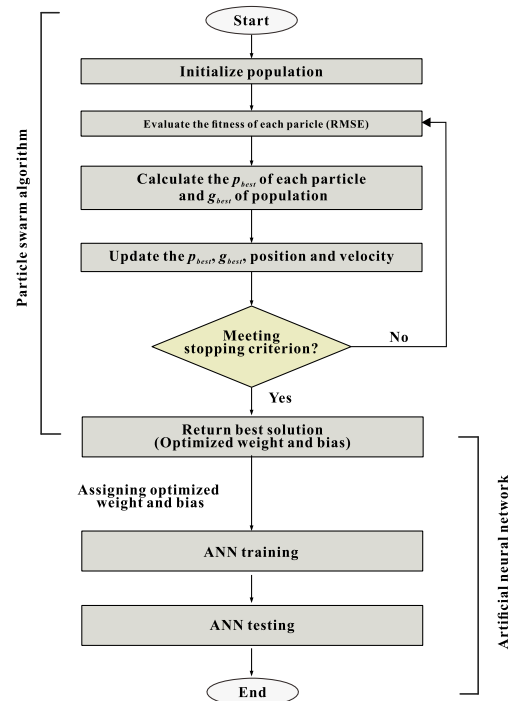 Start
Initialize population
Evaluate the fitness of each paricle (RMSE)
Calculate the pbest of each particle
and gbest of population
Update the pbest, gbest, position and velocity
Meeting
stopping criterion?
No
Yes
Return best solution
(Optimized weight and bias)
Assigning optimized
weight and bias
ANN training
ANN testing
End
Particle swarm algorithm
Artificial neural network